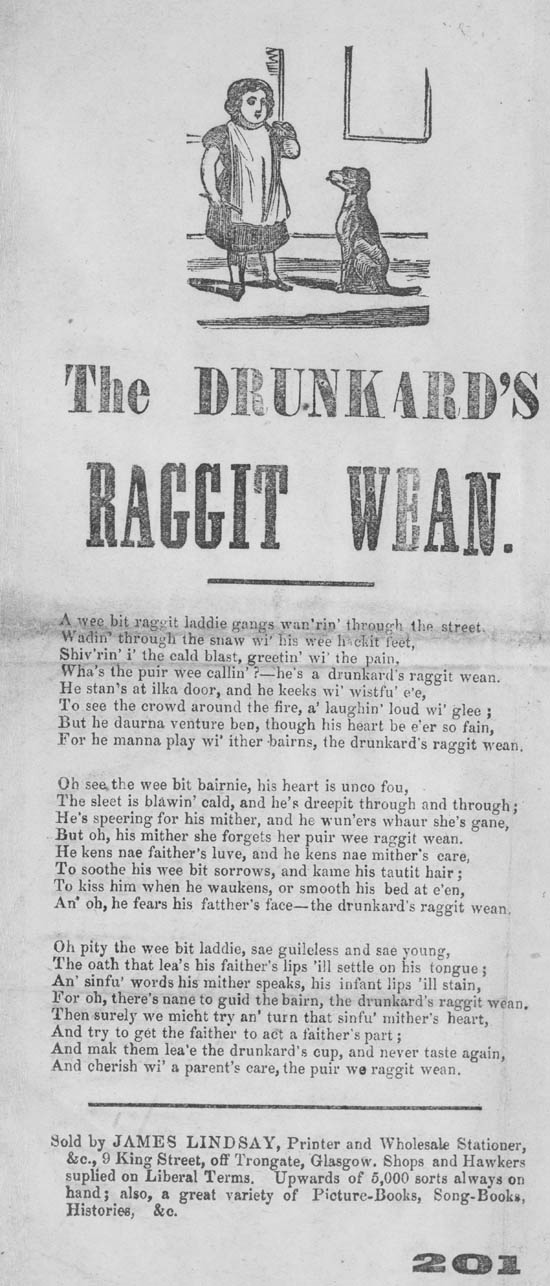 The DRUNKARD'S
RAGGIT WEAN.
A wee bit raggit laddie gangs wan'rin' through the street.
Wadin' through the snaw wi' his wee hackit feet,
Shiv'rin' i' the cald blast, greetin' wi' the pain,
Wha's the puir wee callin'?—he's a drunkard's raggit wean.
He stan's at ilka door, and he keeks wi' wistfu' e'e,
To see the crowd around the fire, a' laughin' loud wi' glee;
But he daurna venture ben, though his heart be e'er so fain,
For he manna play wi' ither bairns, the drunkard's raggit wean.
Oh see, the wee bit bairnie, his heart is unco fou,
The sleet is blawin' cald, and he's dreepit through and through;
He's speering for his mither, and he wun'ers whaur she's gane,
But oh, his mither she forgets her puir wee raggit wean.
He kens nae faither's luve, and he kens nae mither's care,
To soothe his wee bit sorrows, and kame his tautit hair;
To kiss him when he waukens, or smooth his bed at e'en,
An' oh, he fears his fatther's face—the drunkard's raggit wean.
Oh pity the wee bit laddie, sae guileless and sae young,
The oath that lea's his faither's lips 'ill settle on his tongue;
An' sinfu' words his mither speaks, his infant lips 'ill stain,
For oh, there's nane to guid the bairn, the drunkard's raggit wean.
Then surely we micht try an' turn that sinfu' mither's heart,
And try to get the faither to act a faither's part;
And mak them lea'e the drunkard's cup, and never taste again,
And cherish wi' a parent's care, the puir we raggit wean.
Sold by JAMES LINDSAY, Printer and Wholesale Stationer,
&c., 9 King Street, off Trongate, Glasgow. Shops and Hawkers
suplied on Liberal Terms. Upwards of 5,000 sorts always on
hand; also, a great variety of Picture-Books, Song-Books,
Histories, &c.
201